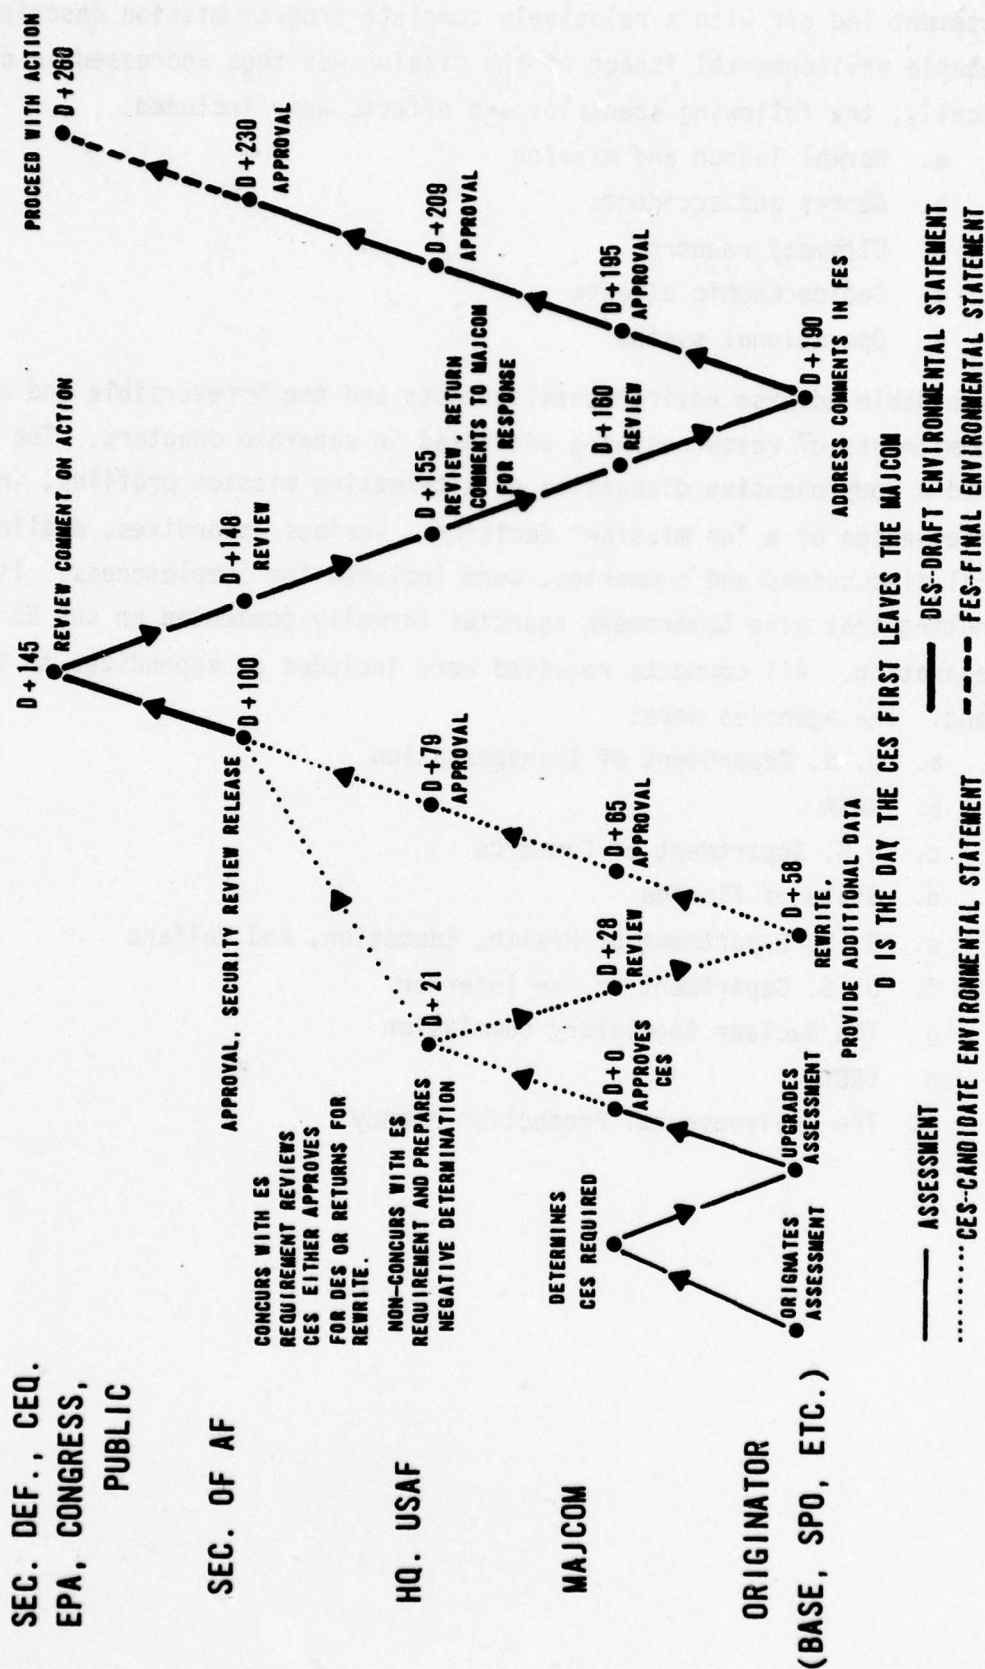 SEC. DEF., CEQ.
EPA, CONGRESS,
PUBLIC
SEC. OF AF
HQ. USAF
MAJCOM
ORIGINATOR
(BASE, SPO, ETC.)
D+145
REVIEW COMMENT ON ACTION
PROCEED WITH ACTION
D+260
APPROVAL, SECURITY REVIEW RELEASE
D+100
D+148
REVIEW
D+230
APPROVAL
CONCURS WITH ES
REQUIREMENT REVIEWS
CES EITHER APPROVES
FOR DES OR RETURNS FOR
REWRITE.
NON-CONCURS WITH ES
REQUIREMENT AND PREPARES
NEGATIVE DETERMINATION
D+21
D+79
APPROVAL
D+155
REVIEW, RETURN
COMMENTS TO MAJCOM
FOR RESPONSE
D+209
APPROVAL
DETERMINES
CES REQUIRED
D+0
APPROVES
CES
D+28
REVIEW
D+65
APPROVAL
D+160
REVIEW
D+195
APPROVAL
ORIGNATES
ASSESSMENT
UPGRADES
ASSESSMENT
D+58
REWRITE,
PROVIDE ADDITIONAL DATA
D+190
ADDRESS COMMENTS IN FES
D IS THE DAY THE CES FIRST LEAVES THE MAJCOM
ASSESSMENT
CES-CANDIDATE ENVIRONMENTAL STATEMENT
DES-DRAFT ENVIRONMENTAL STATEMENT
FES-FINAL ENVIRONMENTAL STATEMENT